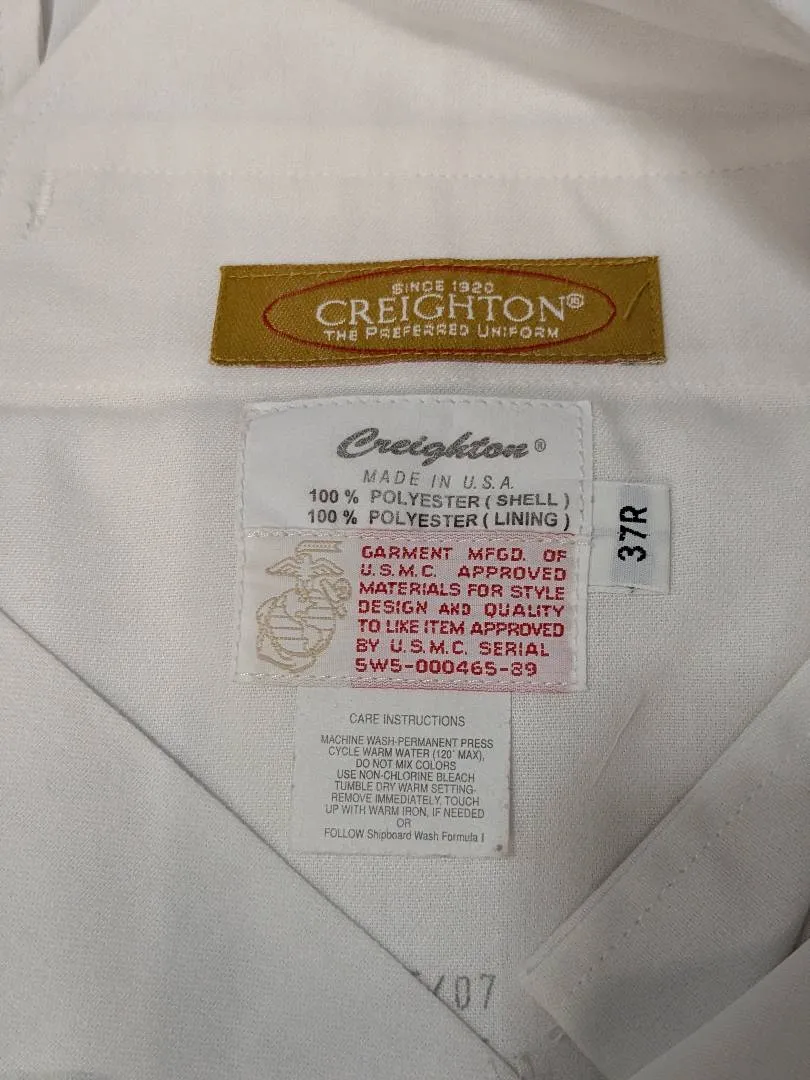 SINCE 1920
CREIGHTON®
THE PREFERRED UNIFORM
Creighton®
MADE IN U.S.A.
100 % POLYESTER ( SHELL )
100 % POLYESTER ( LINING )
37R
GARMENT MFGD. OF
U.S.M.C. APPROVED
MATERIALS FOR STYLE
DESIGN AND QUALITY
TO LIKE ITEM APPROVED
BY U.S.M.C. SERIAL
5W5-000465-89
CARE INSTRUCTIONS
MACHINE WASH-PERMANENT PRESS
CYCLE WARM WATER (120° MAX),
DO NOT MIX COLORS
USE NON-CHLORINE BLEACH
TUMBLE DRY WARM SETTING-
REMOVE IMMEDIATELY, TOUCH
UP WITH WARM IRON, IF NEEDED
OR
FOLLOW Shipboard Wash Formula I
/07